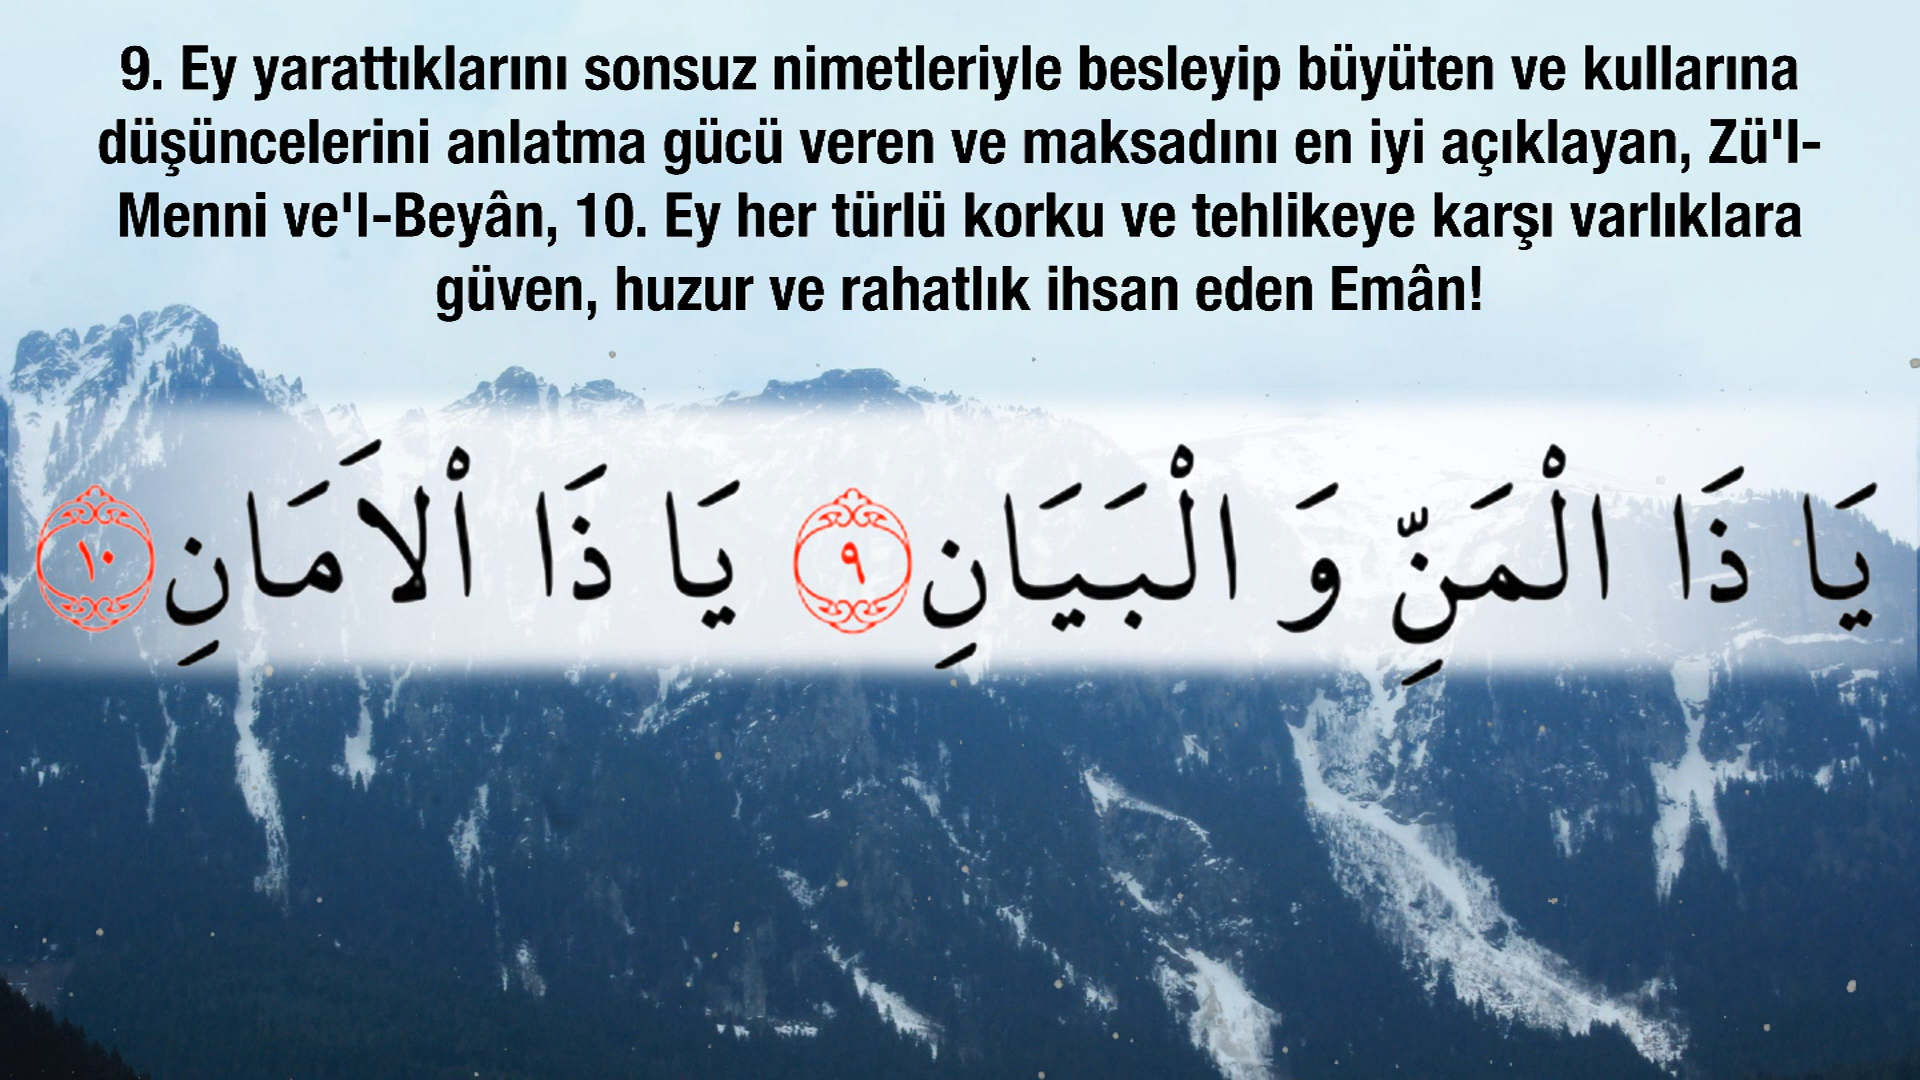 9. Ey yarattıklarını sonsuz nimetleriyle besleyip büyüten ve kullarına
düşüncelerini anlatma gücü veren ve maksadını en iyi açıklayan, Zü'l-
Menni ve'l-Beyân, 10. Ey her türlü korku ve tehlikeye karşı varlıklara
güven, huzur ve rahatlık ihsan eden Emân!
يَا ذَا الْمَنِّ وَ الْبَيَانِ ٩ يَا ذَا اْلاَمَانِ ١٠